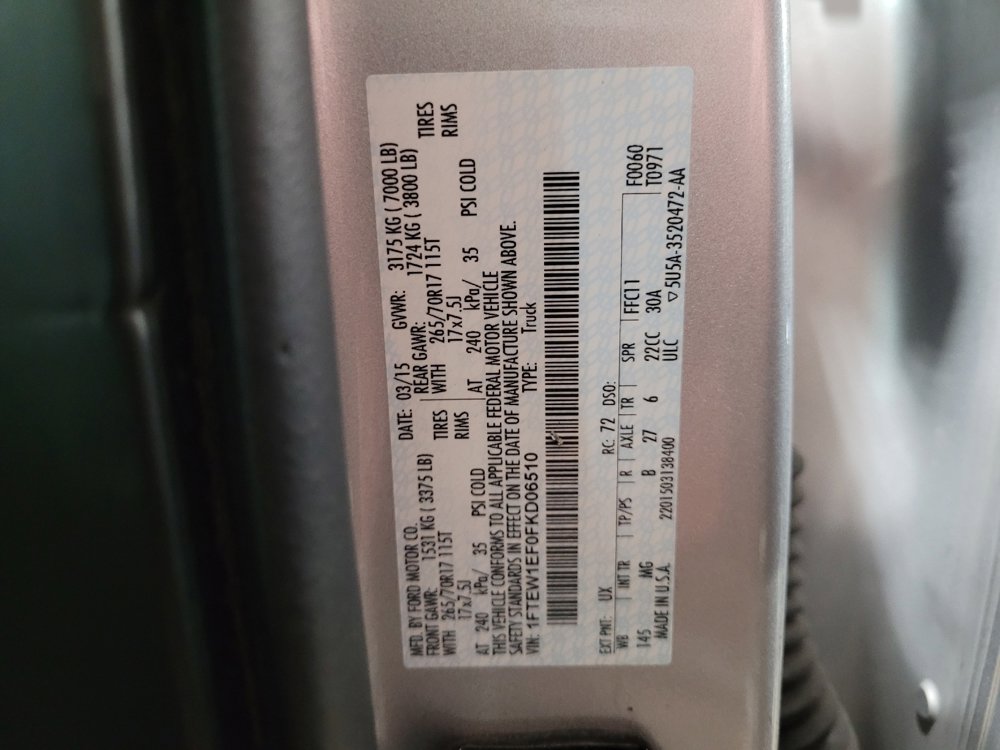 MFD. BY FORD MOTOR CO.
DATE: 03/15 GVWR: 3175 KG ( 7000 LB)
FRONT GAWR: 1531 KG ( 3375 LB) REAR GAWR: 1724 KG ( 3800 LB)
WITH 265/70R17 115T TIRES WITH 265/70R17 115T TIRES
17x7.5J RIMS 17x7.5J RIMS
AT 240 kPa/ 35 PSI COLD AT 240 kPa/ 35 PSI COLD
THIS VEHICLE CONFORMS TO ALL APPLICABLE FEDERAL MOTOR VEHICLE
SAFETY STANDARDS IN EFFECT ON THE DATE OF MANUFACTURE SHOWN ABOVE.
VIN: 1FTEW1EF0FKD06510 TYPE: Truck
EXT PNT: UX RC: 72 DSO: F0060
WB INT TR TP/PS R AXLE TR SPR FFC11 T0971
145 MG B 27 6 22CC 30A
MADE IN U.S.A. 2201503138400 ULC ▽5U5A-3520472-AA